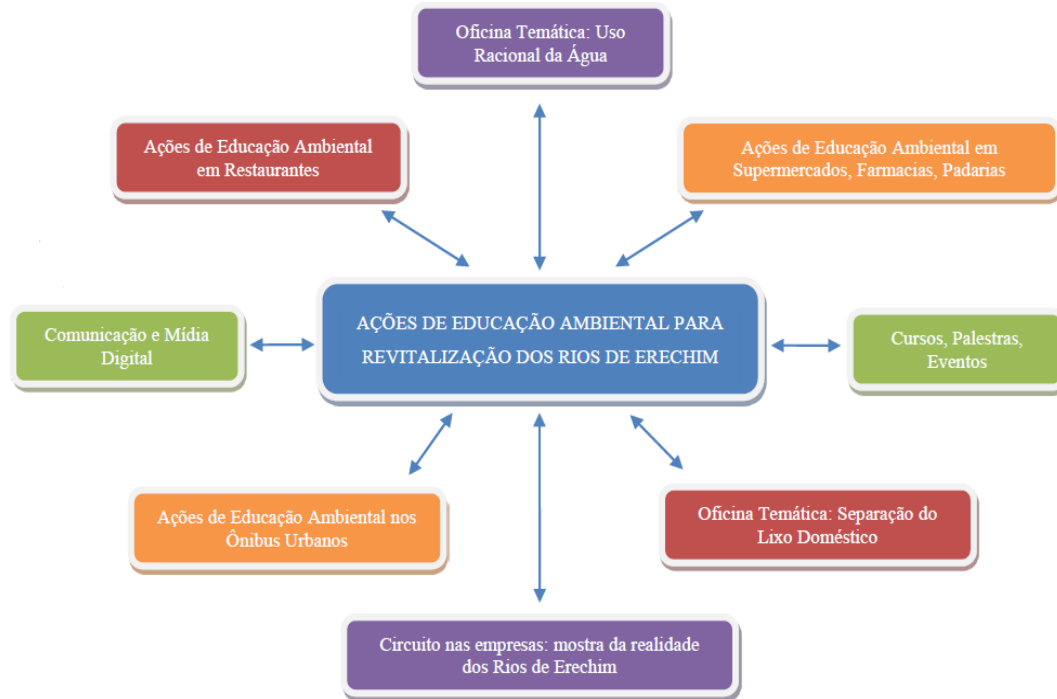 Oficina Temática: Uso
Racional da Água
Ações de Educação Ambiental
em Restaurantes
Ações de Educação Ambiental em
Supermercados, Farmacias, Padarias
Comunicação e Mídia
Digital
AÇÕES DE EDUCAÇÃO AMBIENTAL PARA
REVITALIZAÇÃO DOS RIOS DE ERECHIM
Cursos, Palestras,
Eventos
Ações de Educação Ambiental nos
Ônibus Urbanos
Oficina Temática: Separação do
Lixo Doméstico
Circuito nas empresas: mostra da realidade
dos Rios de Erechim